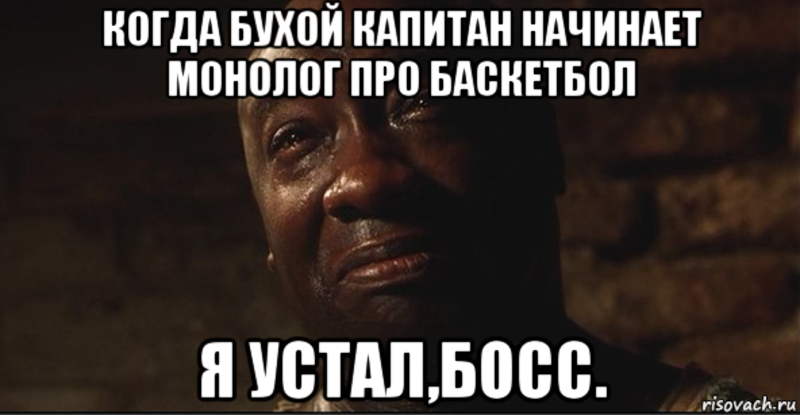 КОГДА БУХОЙ КАПИТАН НАЧИНАЕТ
МОНОЛОГ ПРО БАСКЕТБОЛ
Я УСТАЛ,БОСС.
risovach.ru